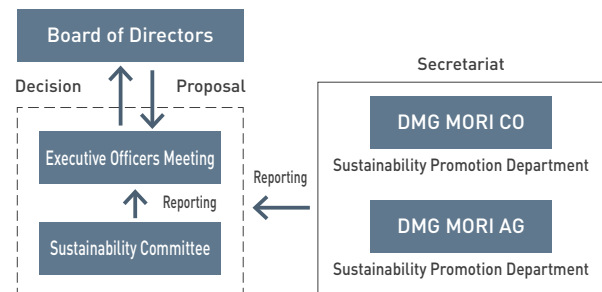 Board of Directors
Decision
Proposal
Executive Officers Meeting
Reporting
Sustainability Committee
Reporting
Secretariat
DMG MORI CO
Sustainability Promotion Department
DMG MORI AG
Sustainability Promotion Department